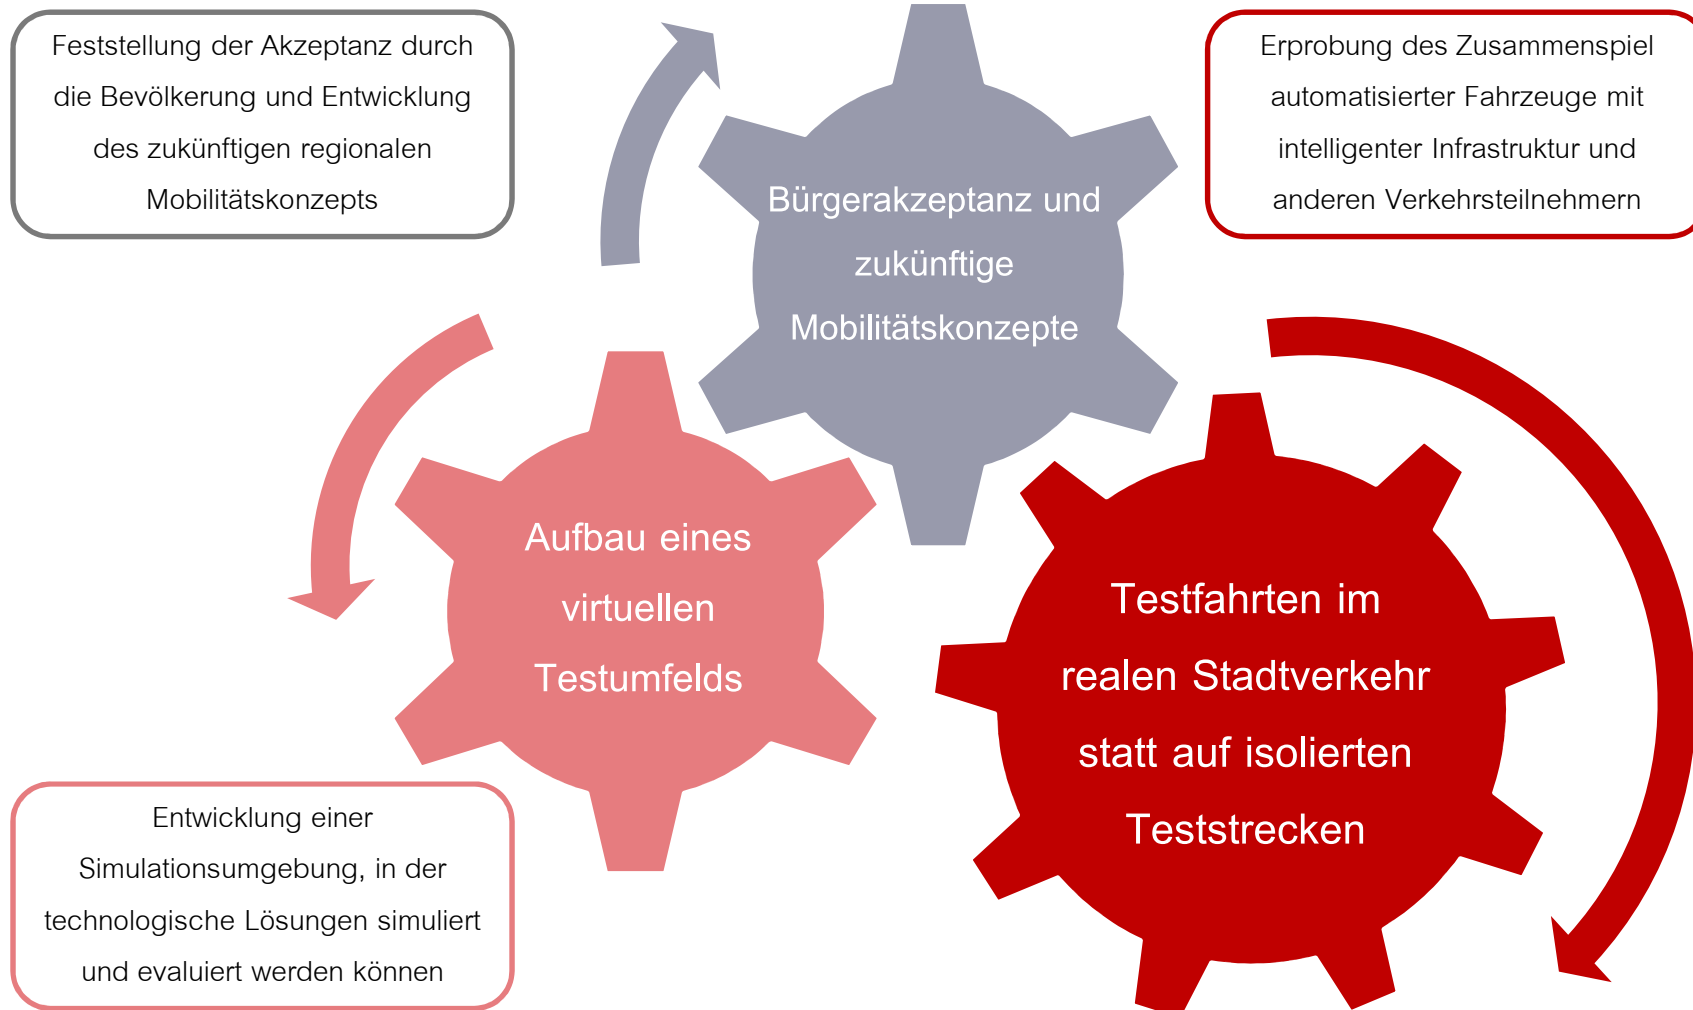 Feststellung der Akzeptanz durch
die Bevölkerung und Entwicklung
des zukünftigen regionalen
Mobilitätskonzepts
Bürgerakzeptanz und
zukünftige
Mobilitätskonzepte
Erprobung des Zusammenspiel
automatisierter Fahrzeuge mit
intelligenter Infrastruktur und
anderen Verkehrsteilnehmern
Aufbau eines
virtuellen
Testumfelds
Testfahrten im
realen Stadtverkehr
statt auf isolierten
Teststrecken
Entwicklung einer
Simulationsumgebung, in der
technologische Lösungen simuliert
und evaluiert werden können